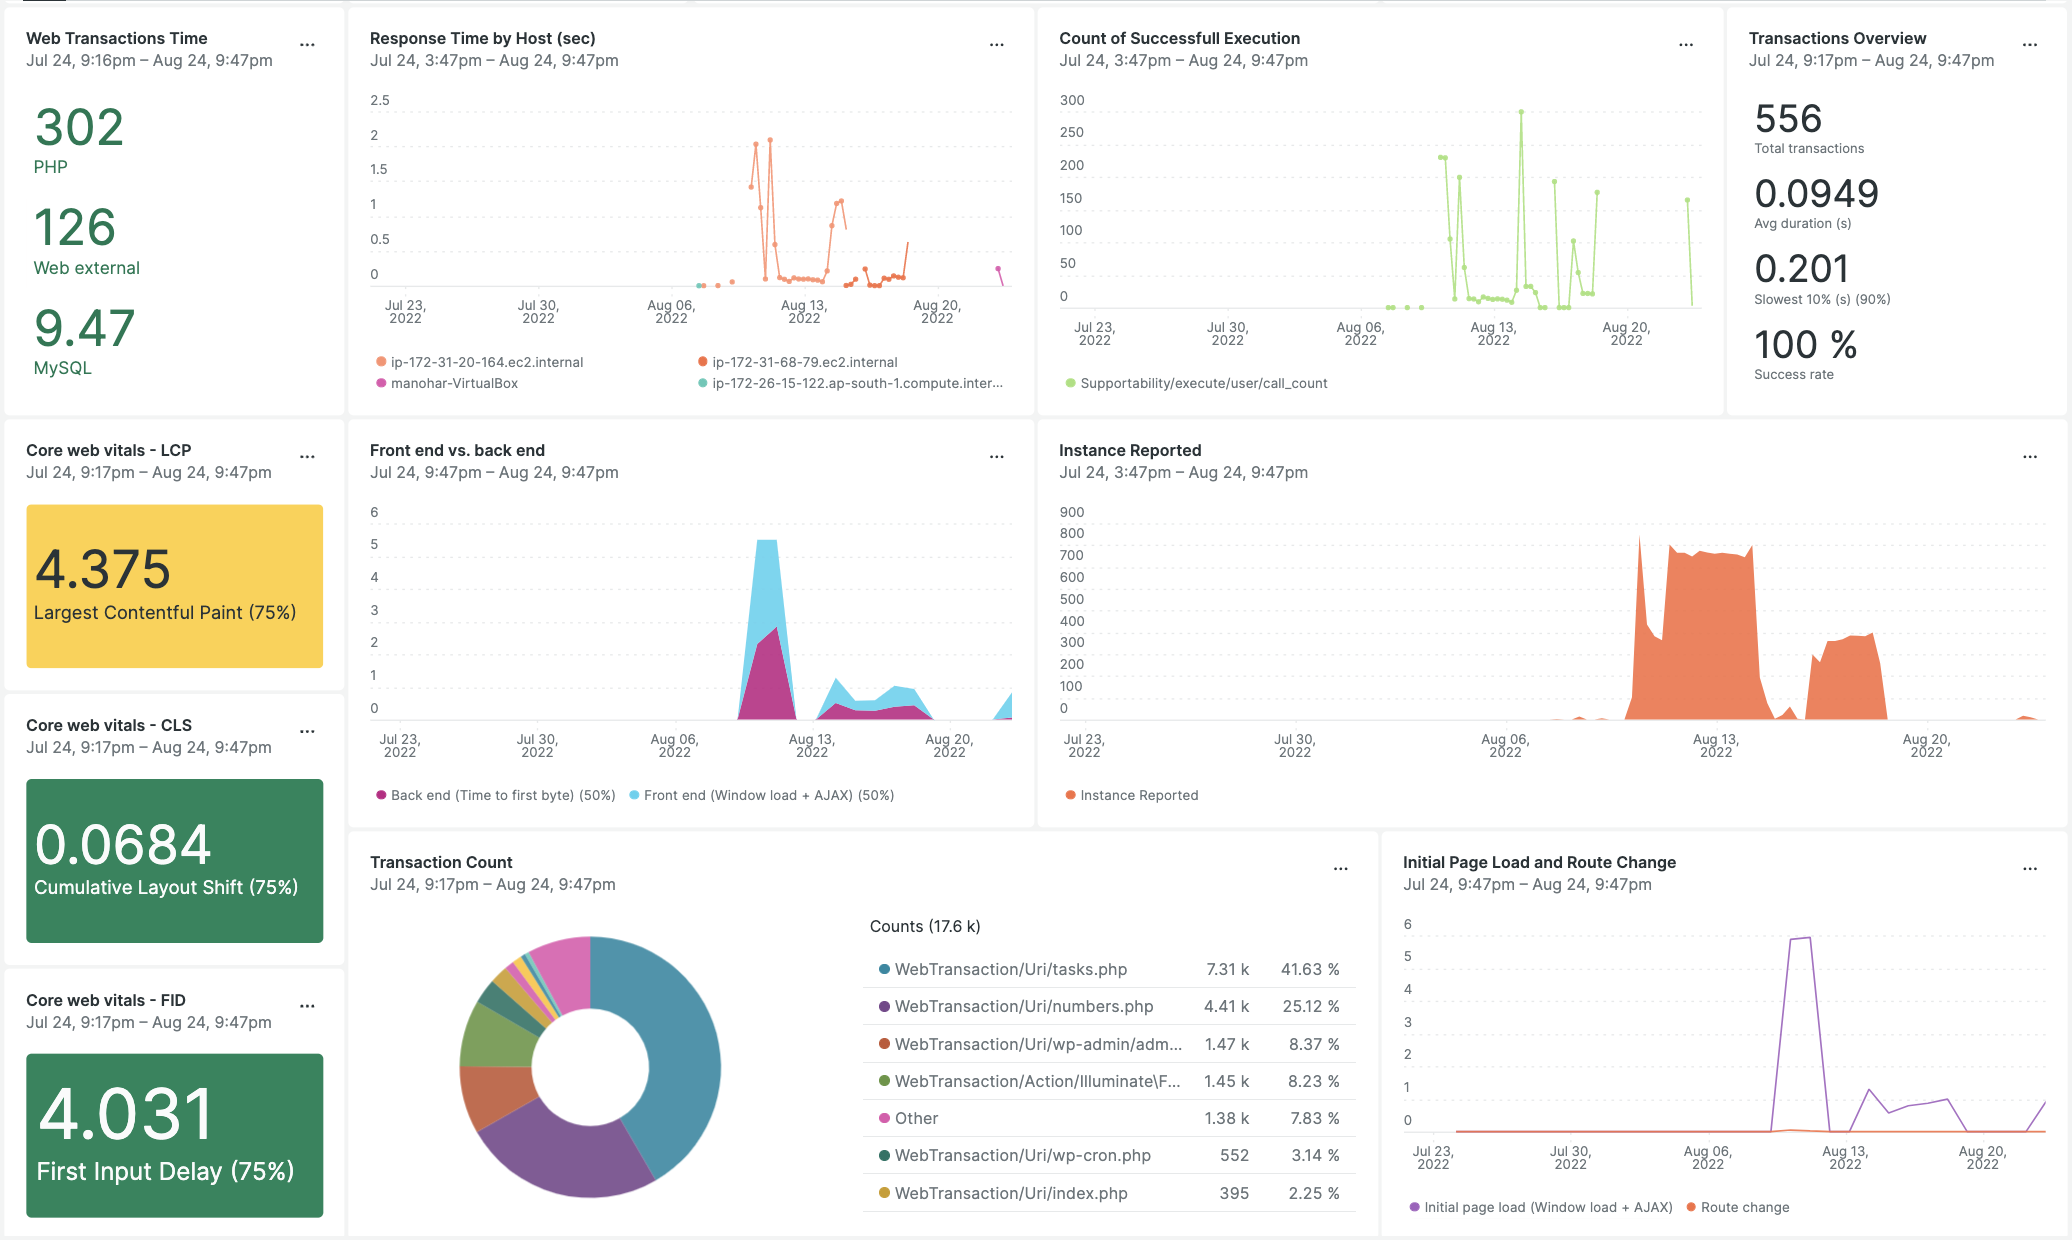 Web Transactions Time
...
Jul 24, 9:16pm – Aug 24, 9:47pm
302
PHP
126
Web external
9.47
MySQL
Response Time by Host (sec)
...
Jul 24, 3:47pm – Aug 24, 9:47pm
2.5
2
1.5
1
0.5
0
Jul 23, 2022
Jul 30, 2022
Aug 06, 2022
Aug 13, 2022
Aug 20, 2022
ip-172-31-20-164.ec2.internal
ip-172-31-68-79.ec2.internal
manohar-VirtualBox
ip-172-26-15-122.ap-south-1.compute.inter...
Count of Successfull Execution
...
Jul 24, 3:47pm – Aug 24, 9:47pm
300
250
200
150
100
50
0
Jul 23, 2022
Jul 30, 2022
Aug 06, 2022
Aug 13, 2022
Aug 20, 2022
Supportability/execute/user/call_count
Transactions Overview
...
Jul 24, 9:17pm – Aug 24, 9:47pm
556
Total transactions
0.0949
Avg duration (s)
0.201
Slowest 10% (s) (90%)
100 %
Success rate
Core web vitals - LCP
...
Jul 24, 9:17pm – Aug 24, 9:47pm
4.375
Largest Contentful Paint (75%)
Core web vitals - CLS
...
Jul 24, 9:17pm – Aug 24, 9:47pm
0.0684
Cumulative Layout Shift (75%)
Core web vitals - FID
...
Jul 24, 9:17pm – Aug 24, 9:47pm
4.031
First Input Delay (75%)
Front end vs. back end
...
Jul 24, 9:47pm – Aug 24, 9:47pm
6
5
4
3
2
1
0
Jul 23, 2022
Jul 30, 2022
Aug 06, 2022
Aug 13, 2022
Aug 20, 2022
Back end (Time to first byte) (50%)
Front end (Window load + AJAX) (50%)
Instance Reported
...
Jul 24, 3:47pm – Aug 24, 9:47pm
900
800
700
600
500
400
300
200
100
0
Jul 23, 2022
Jul 30, 2022
Aug 06, 2022
Aug 13, 2022
Aug 20, 2022
Instance Reported
Transaction Count
...
Jul 24, 9:17pm – Aug 24, 9:47pm
Counts (17.6 k)
WebTransaction/Uri/tasks.php 7.31 k 41.63 %
WebTransaction/Uri/numbers.php 4.41 k 25.12 %
WebTransaction/Uri/wp-admin/adm... 1.47 k 8.37 %
WebTransaction/Action/Illuminate\F... 1.45 k 8.23 %
Other 1.38 k 7.83 %
WebTransaction/Uri/wp-cron.php 552 3.14 %
WebTransaction/Uri/index.php 395 2.25 %
Initial Page Load and Route Change
...
Jul 24, 9:47pm – Aug 24, 9:47pm
6
5
4
3
2
1
0
Jul 23, 2022
Jul 30, 2022
Aug 06, 2022
Aug 13, 2022
Aug 20, 2022
Initial page load (Window load + AJAX)
Route change